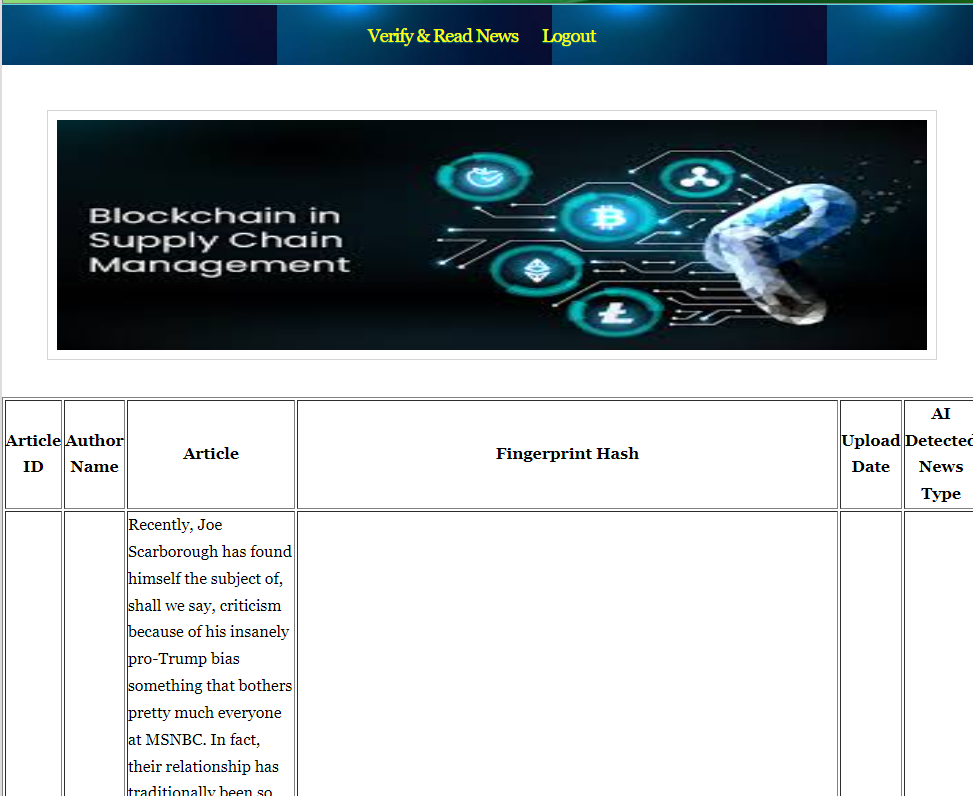 Verify & Read News Logout
Blockchain in
Supply Chain
Management
Article ID
Author Name
Article
Fingerprint Hash
Upload Date
AI Detected News Type
Recently, Joe
Scarborough has found
himself the subject of,
shall we say, criticism
because of his insanely
pro-Trump bias
something that bothers
pretty much everyone
at MSNBC. In fact,
their relationship has
traditionally been so